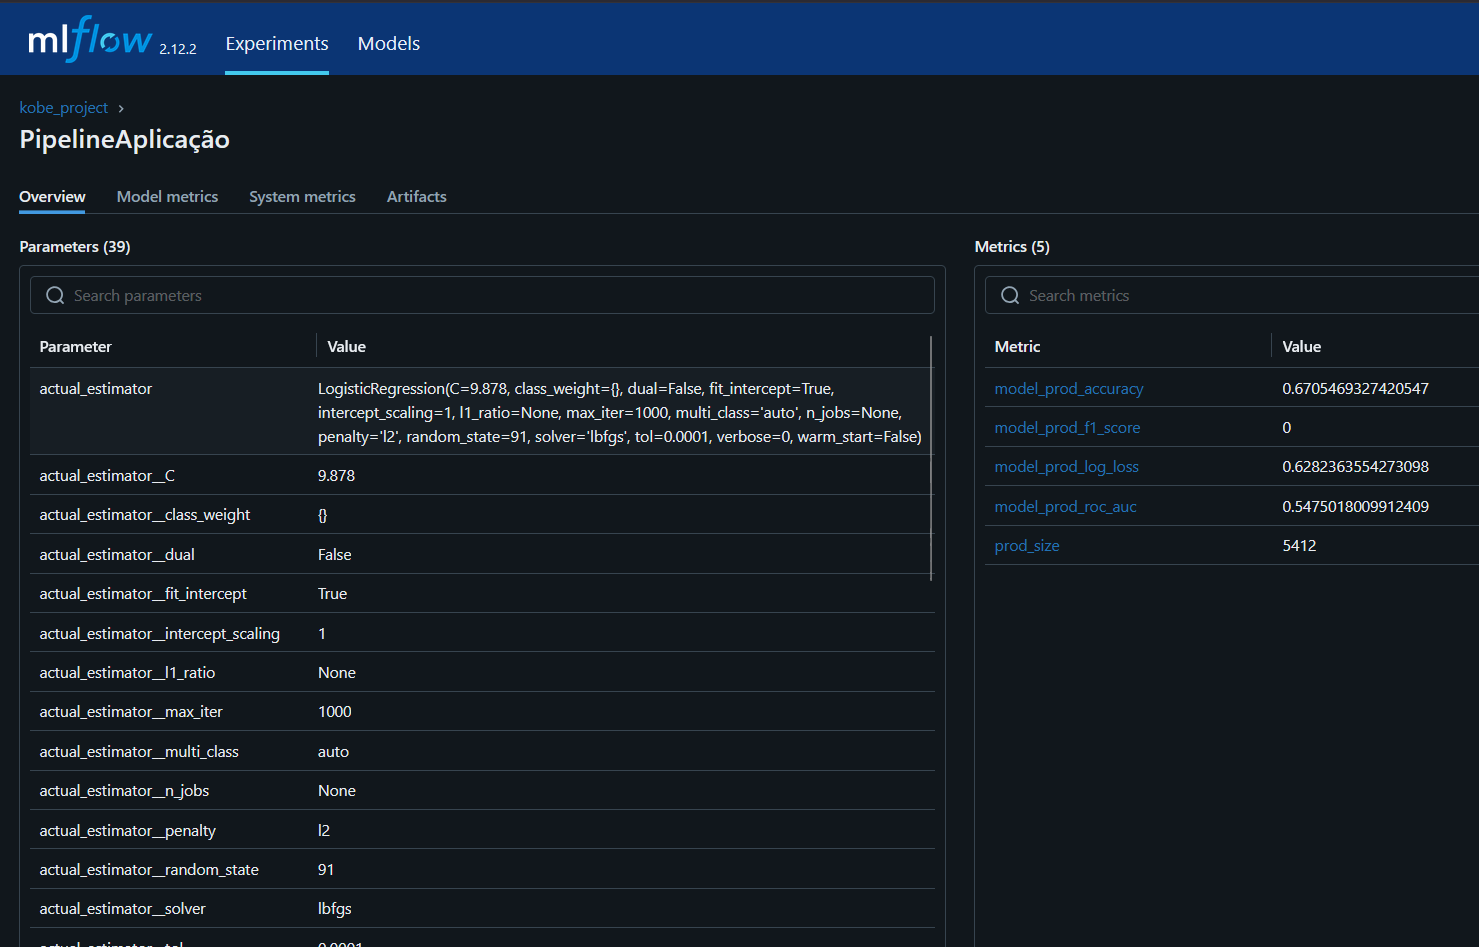 mlflow 2.12.2 Experiments Models
kobe_project ›
PipelineAplicação
Overview Model metrics System metrics Artifacts
Parameters (39)
Search parameters
Parameter Value
actual_estimator LogisticRegression(C=9.878, class_weight={}, dual=False, fit_intercept=True,
intercept_scaling=1, l1_ratio=None, max_iter=1000, multi_class='auto', n_jobs=None,
penalty='l2', random_state=91, solver='lbfgs', tol=0.0001, verbose=0, warm_start=False)
actual_estimator__C 9.878
actual_estimator__class_weight {}
actual_estimator__dual False
actual_estimator__fit_intercept True
actual_estimator__intercept_scaling 1
actual_estimator__l1_ratio None
actual_estimator__max_iter 1000
actual_estimator__multi_class auto
actual_estimator__n_jobs None
actual_estimator__penalty l2
actual_estimator__random_state 91
actual_estimator__solver lbfgs
actual_estimator__tol 0.0001
Metrics (5)
Search metrics
Metric Value
model_prod_accuracy 0.6705469327420547
model_prod_f1_score 0
model_prod_log_loss 0.6282363554273098
model_prod_roc_auc 0.5475018009912409
prod_size 5412